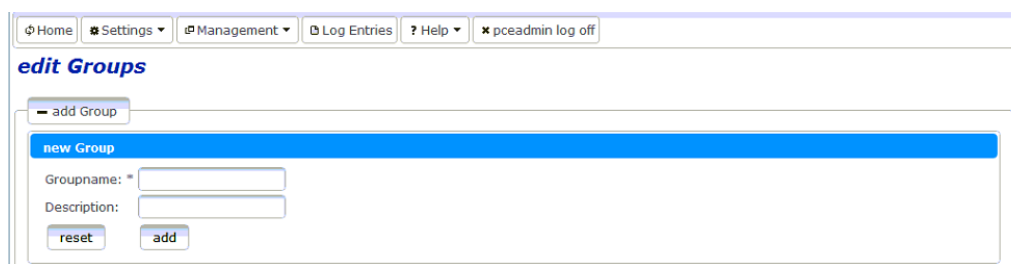 Home Settings Management Log Entries ? Help pceadmin log off
edit Groups
add Group
new Group
Groupname: *
Description:
reset add